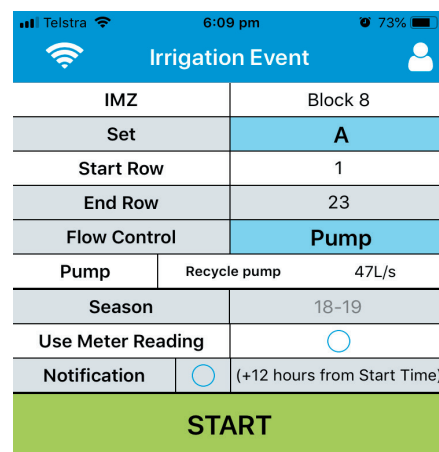 Telstra 6:09 pm 73%
Irrigation Event
IMZ Block 8
Set A
Start Row 1
End Row 23
Flow Control Pump
Pump Recycle pump 47L/s
Season 18-19
Use Meter Reading
Notification (+12 hours from Start Time)
START